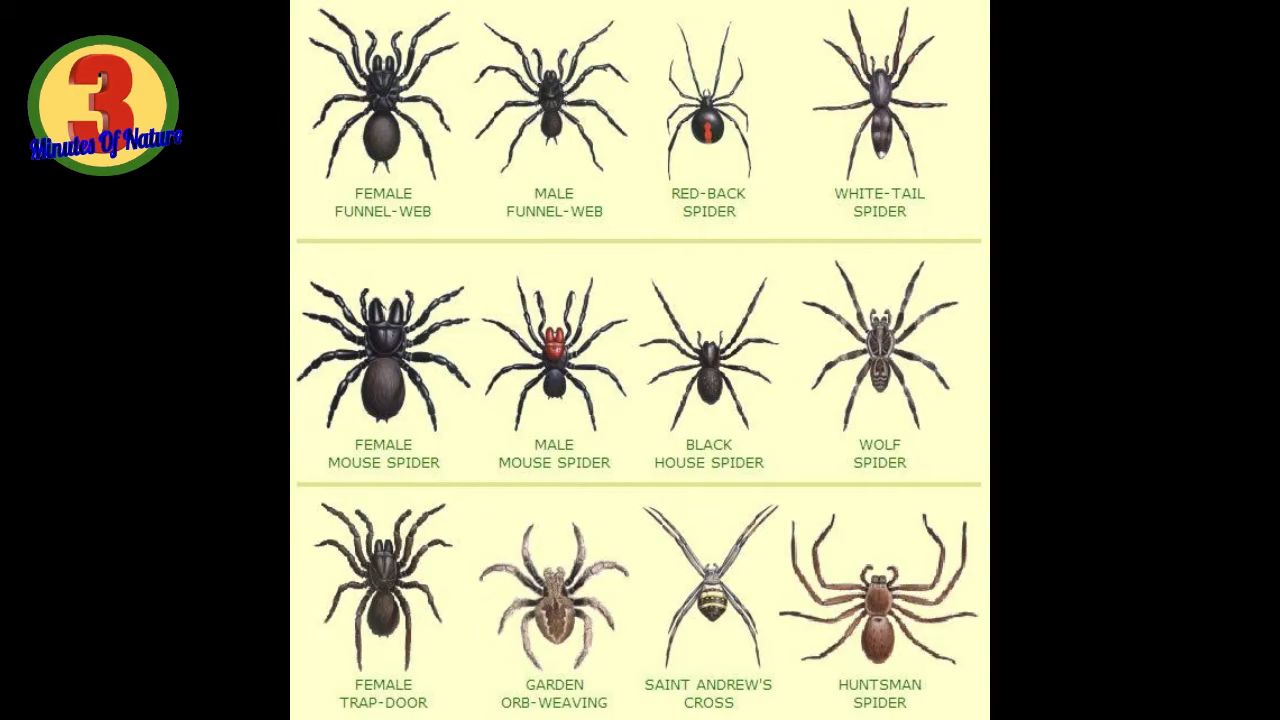 3
Minutes Of Nature
FEMALE
FUNNEL-WEB
MALE
FUNNEL-WEB
RED-BACK
SPIDER
WHITE-TAIL
SPIDER
FEMALE
MOUSE SPIDER
MALE
MOUSE SPIDER
BLACK
HOUSE SPIDER
WOLF
SPIDER
FEMALE
TRAP-DOOR
GARDEN
ORB-WEAVING
SAINT ANDREW'S
CROSS
HUNTSMAN
SPIDER